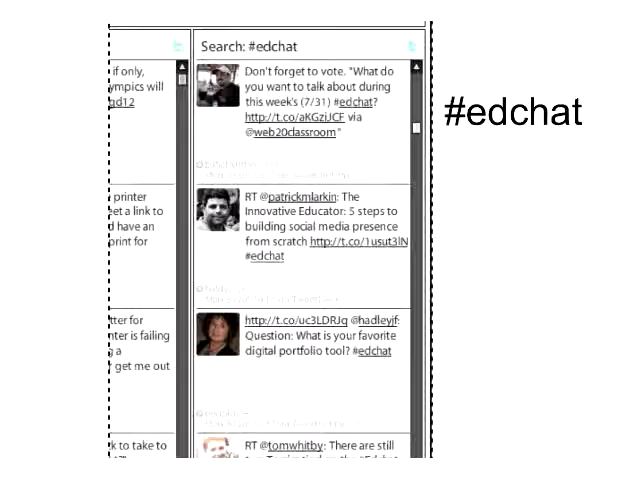 if only,
ympics will
gd12
printer
eet a link to
d have an
print for
tter for
nter is failing
g a
get me out
k to take to
Search: #edchat
Don't forget to vote. "What do
you want to talk about during
this week's (7/31) #edchat?
http://t.co/aKGziJCF via
@web20classroom"
RT @patrickmlarkin: The
Innovative Educator: 5 steps to
building social media presence
from scratch http://t.co/1usut3lN
#edchat
http://t.co/uc3LDRJq @hadleyjf:
Question: What is your favorite
digital portfolio tool? #edchat
RT @tomwhitby: There are still
#edchat